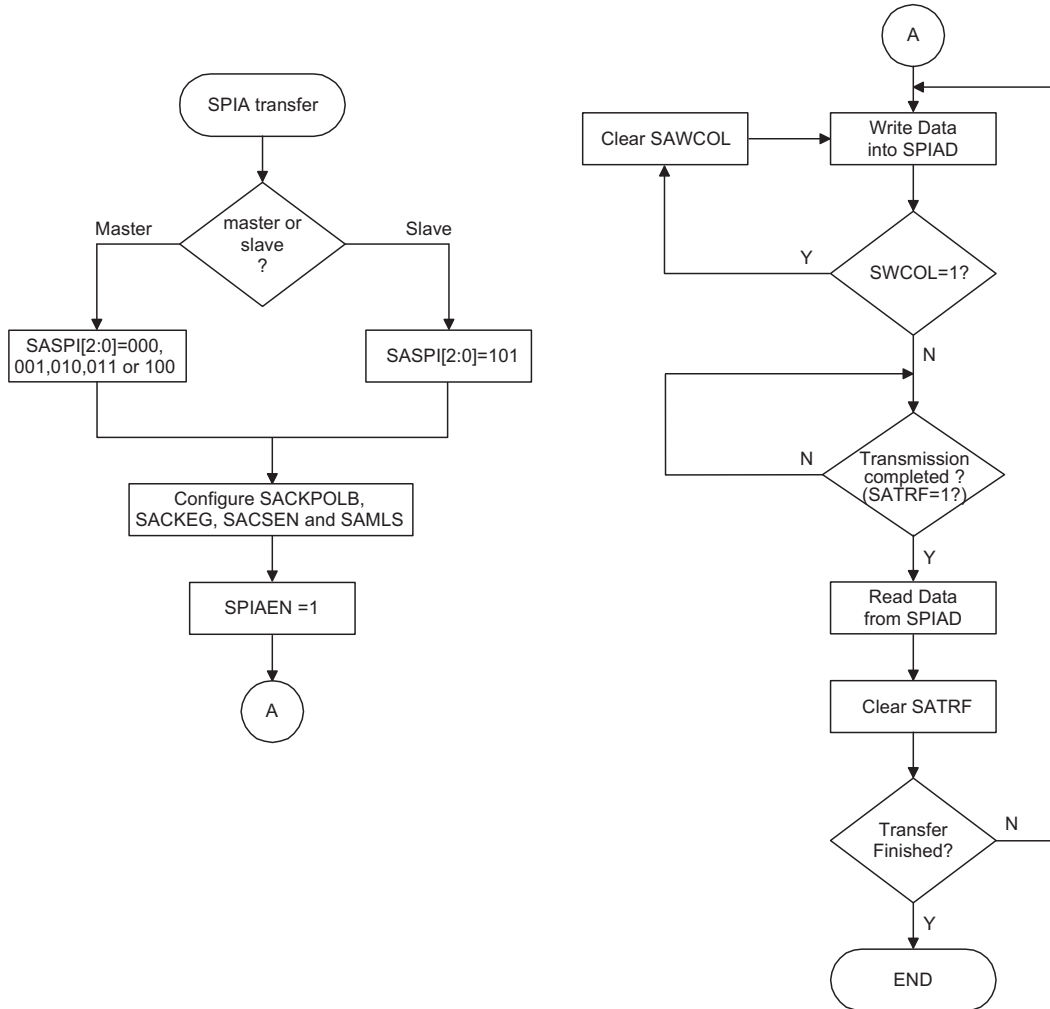 SPIA transfer
master or
slave
?
Master
Slave
SASPI[2:0]=000,
001,010,011 or 100
SASPI[2:0]=101
Configure SACKPOLB,
SACKEG, SACSEN and SAMLS
SPIAEN =1
A
A
Write Data
into SPIAD
Clear SAWCOL
SWCOL=1?
Y
N
Transmission
completed ?
(SATRF=1?)
N
Y
Read Data
from SPIAD
Clear SATRF
Transfer
Finished?
N
Y
END